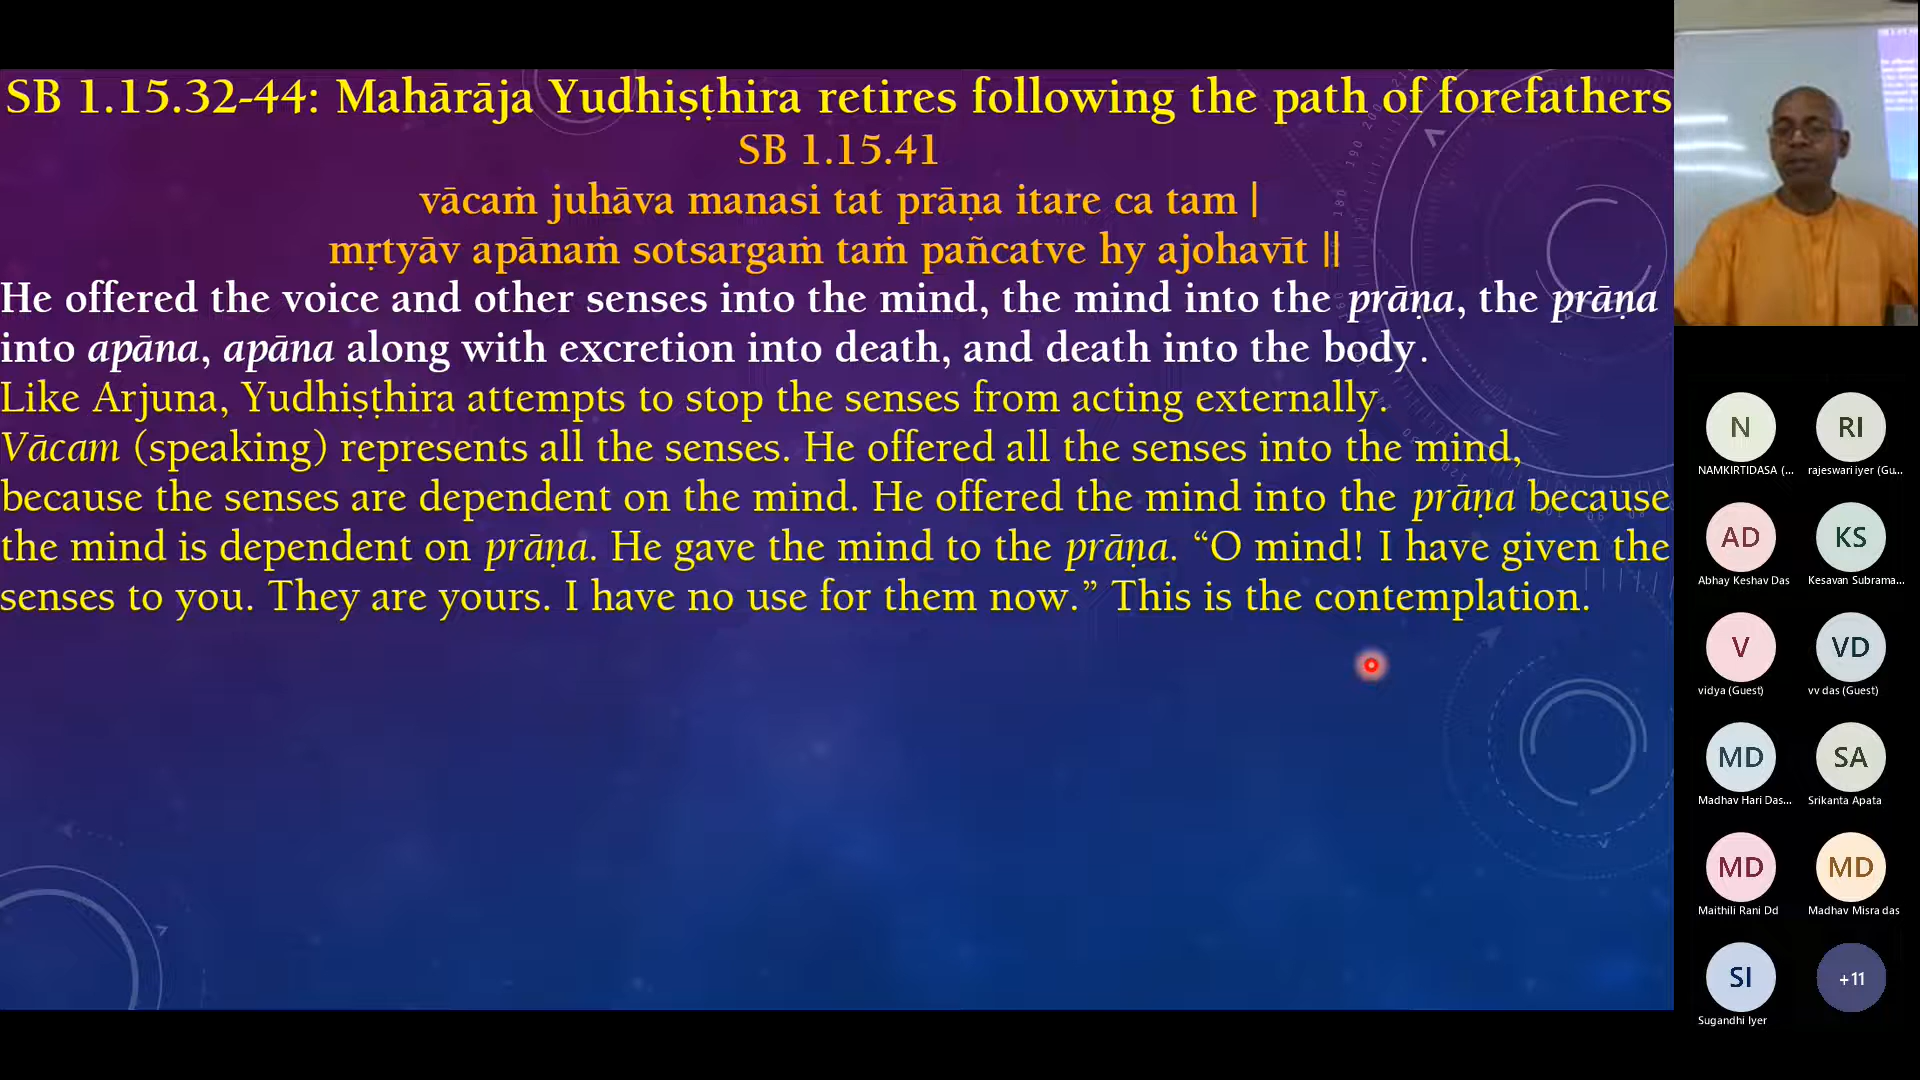 SB 1.15.32-44: Mahārāja Yudhiṣṭhira retires following the path of forefathers
SB 1.15.41
vācaṁ juhāva manasi tat prāṇa itare ca tam |
mṛtyāv apānaṁ sotsargaṁ taṁ pañcatve hy ajohavīt ||
He offered the voice and other senses into the mind, the mind into the prāṇa, the prāṇa
into apāna, apāna along with excretion into death, and death into the body.
Like Arjuna, Yudhiṣṭhira attempts to stop the senses from acting externally.
Vācam (speaking) represents all the senses. He offered all the senses into the mind,
because the senses are dependent on the mind. He offered the mind into the prāṇa because
the mind is dependent on prāṇa. He gave the mind to the prāṇa. “O mind! I have given the
senses to you. They are yours. I have no use for them now.” This is the contemplation.
N RI
NAMKIRTIDASA (... rajeswari iyer (Gu...
AD KS
Abhay Keshav Das Kesavan Subrama...
V VD
vidya (Guest) vv das (Guest)
MD SA
Madhav Hari Das... Srikanta Apata
MD MD
Maithili Rani Dd Madhav Misra das
SI +11
Sugandhi Iyer